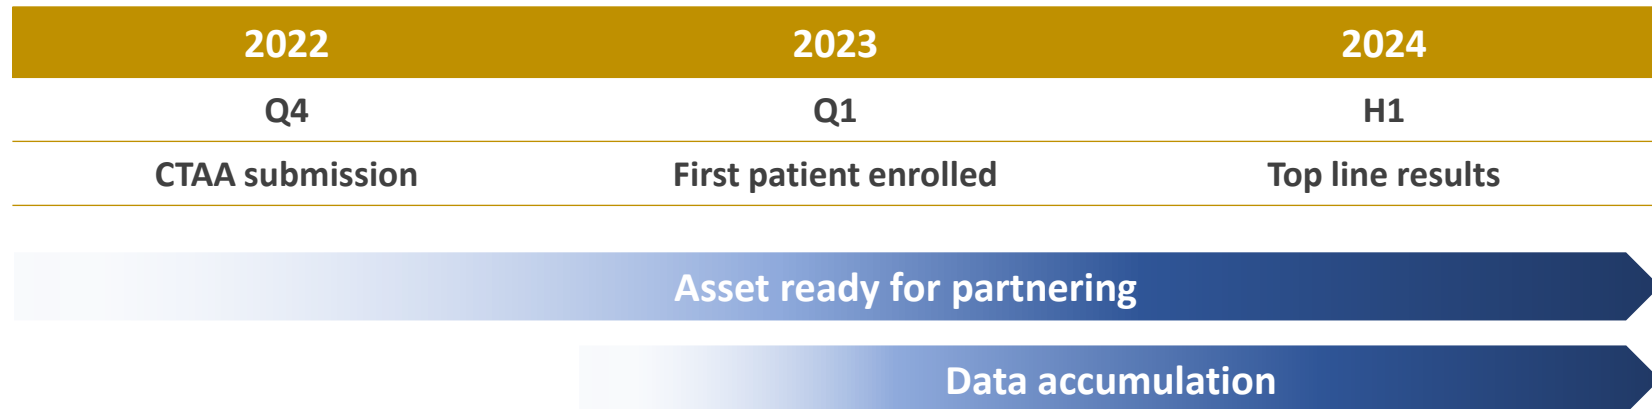 2022 2023 2024
Q4 Q1 H1
CTAA submission First patient enrolled Top line results
Asset ready for partnering
Data accumulation